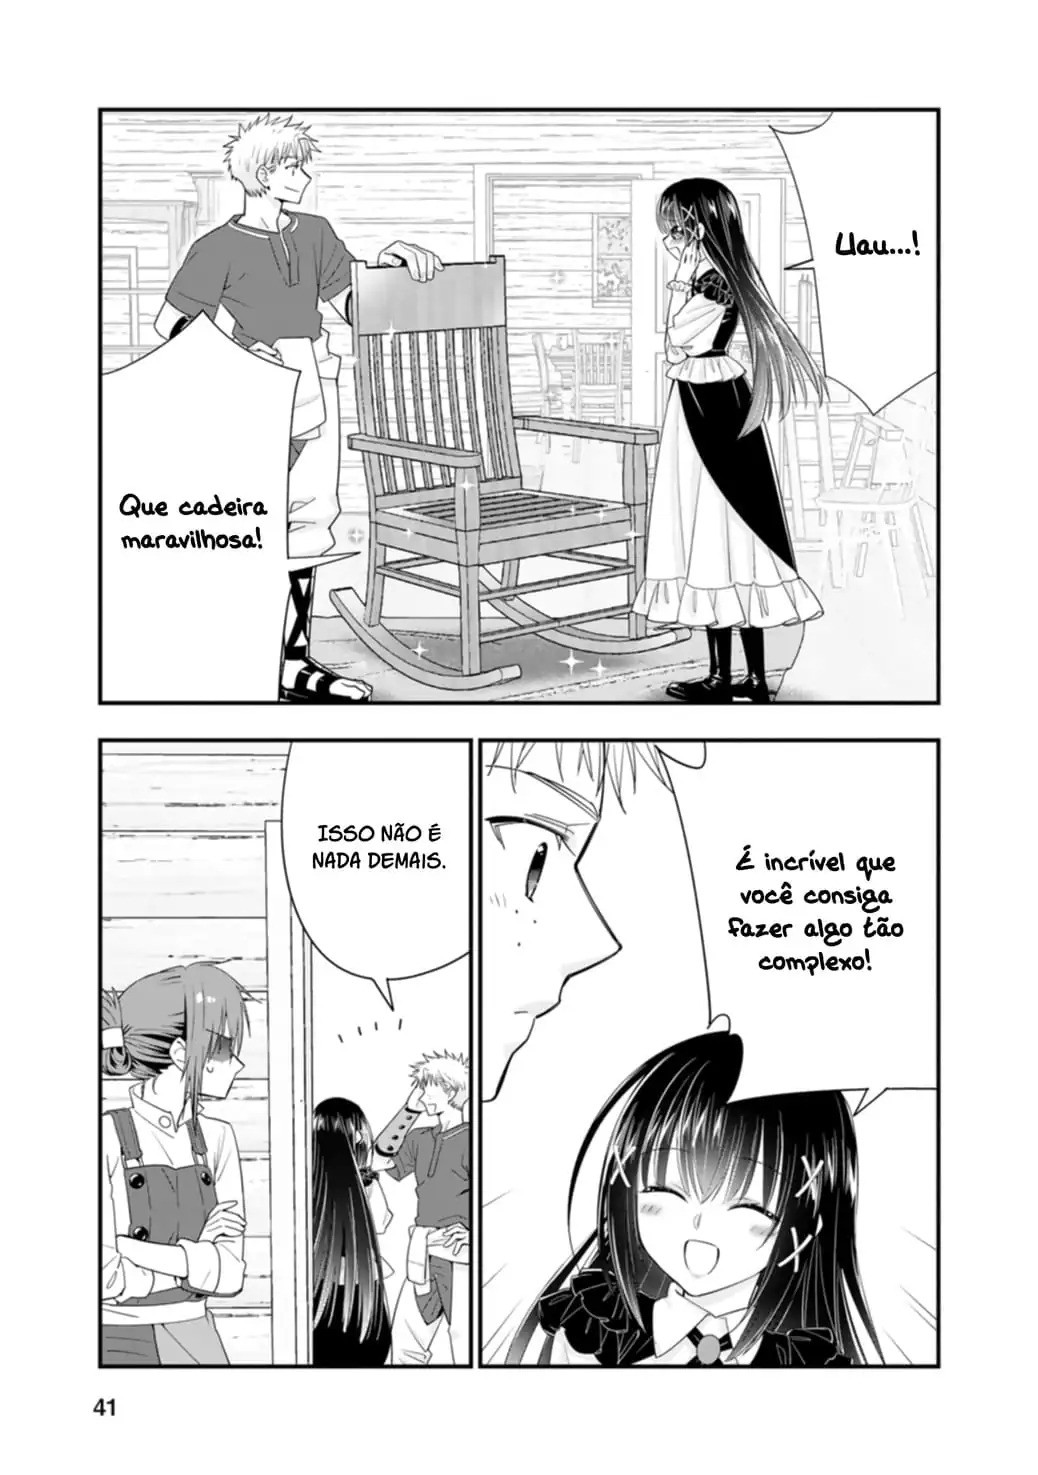 Uau...!
Que cadeira
maravilhosa!
É incrível que
você consiga
fazer algo tão
complexo!
ISSO NÃO É
NADA DEMAIS.
41